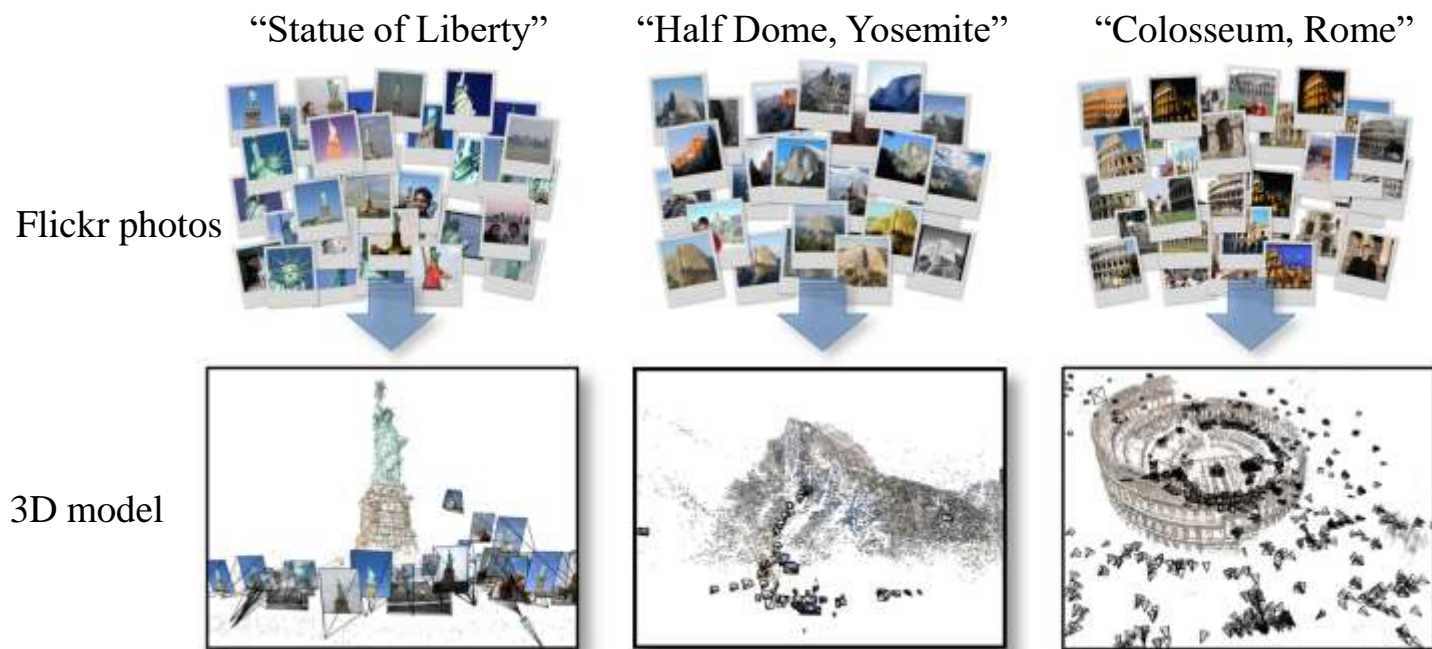 “Statue of Liberty”
“Half Dome, Yosemite”
“Colosseum, Rome”
Flickr photos
3D model